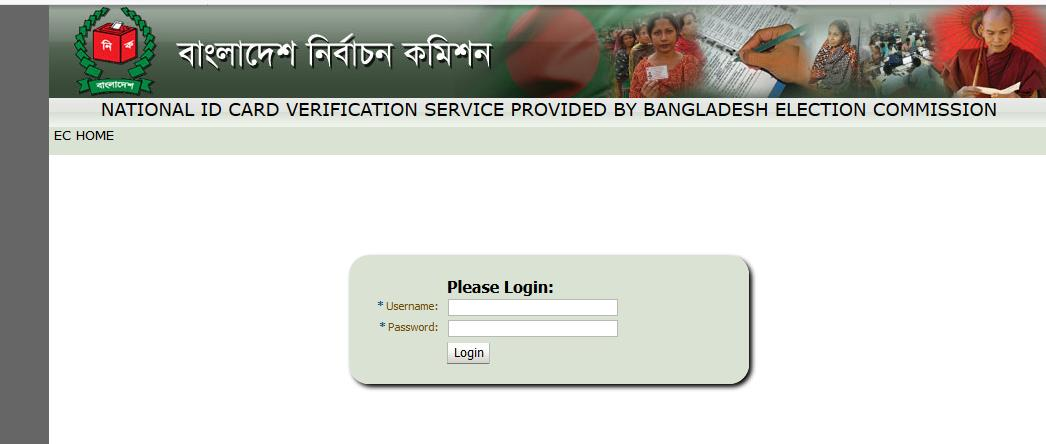 নি ক
বাংলাদেশ
বাংলাদেশ নির্বাচন কমিশন
NATIONAL ID CARD VERIFICATION SERVICE PROVIDED BY BANGLADESH ELECTION COMMISSION
EC HOME
Please Login:
* Username:
* Password:
Login